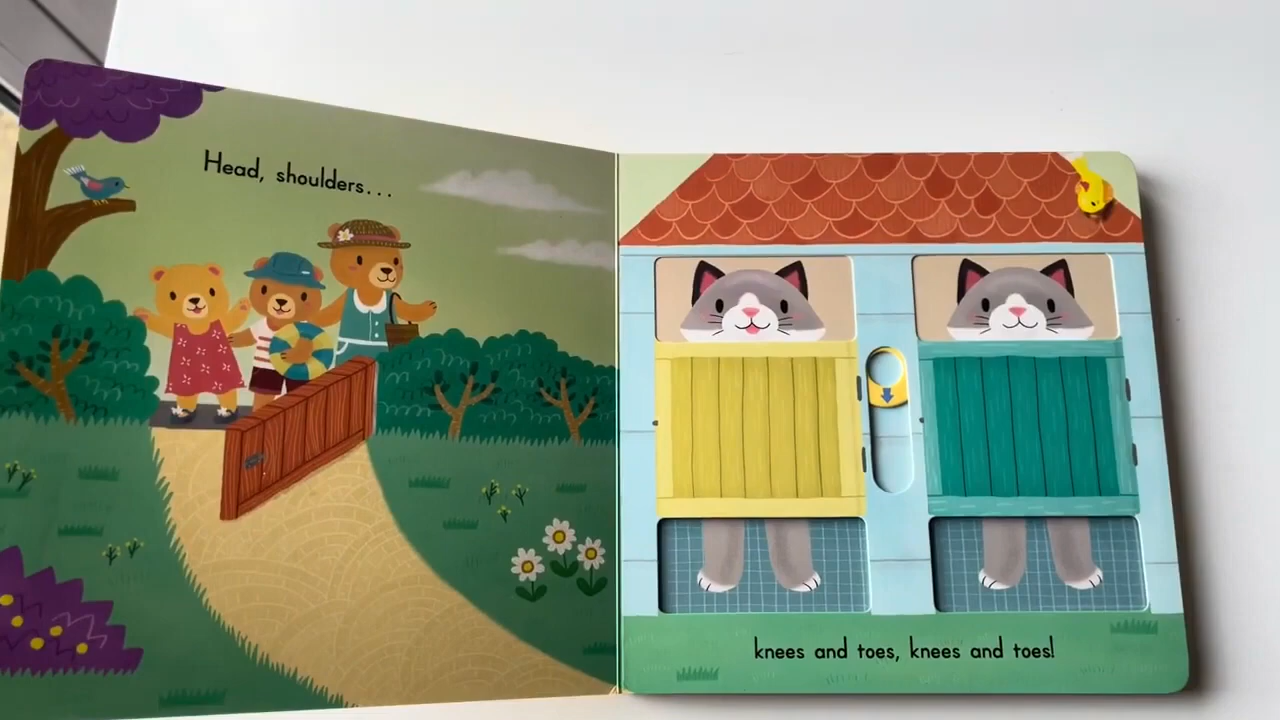 Head, shoulders...
knees and toes, knees and toes!